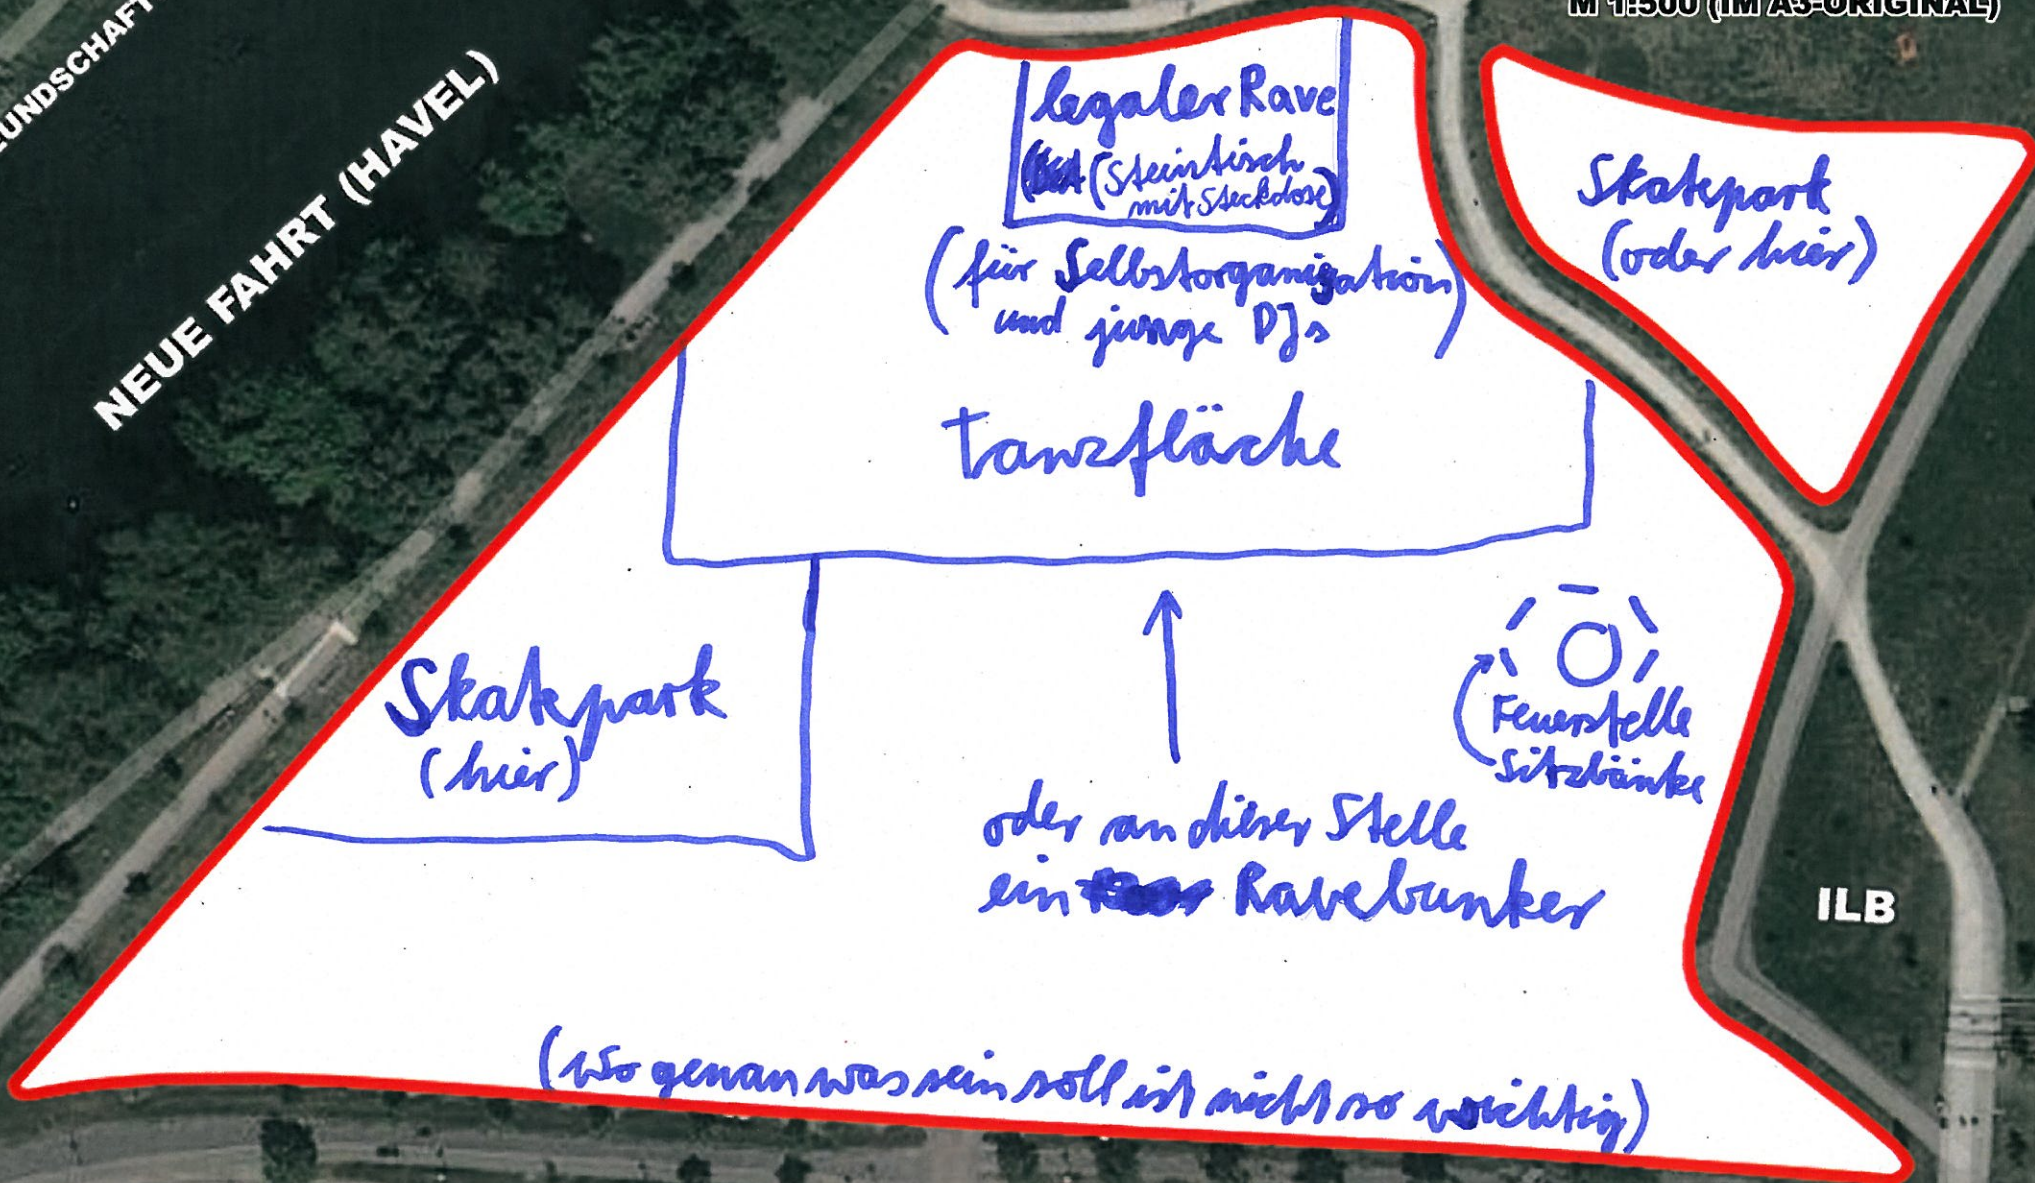 M 1:500 (IM A3-ORIGINAL)
UNDSCHAFT
NEUE FAHRT (HAVEL)
legaler Rave
(Steintisch
mit Steckdose)
(für Selbstorganisation
und junge DJs)
Tanzfläche
Skatepark
(oder hier)
Skatepark
(hier)
Feuerstelle
Sitzbänke
oder an dieser Stelle
ein Ravebunker
ILB
(wo genau was sein soll ist nicht so wichtig)